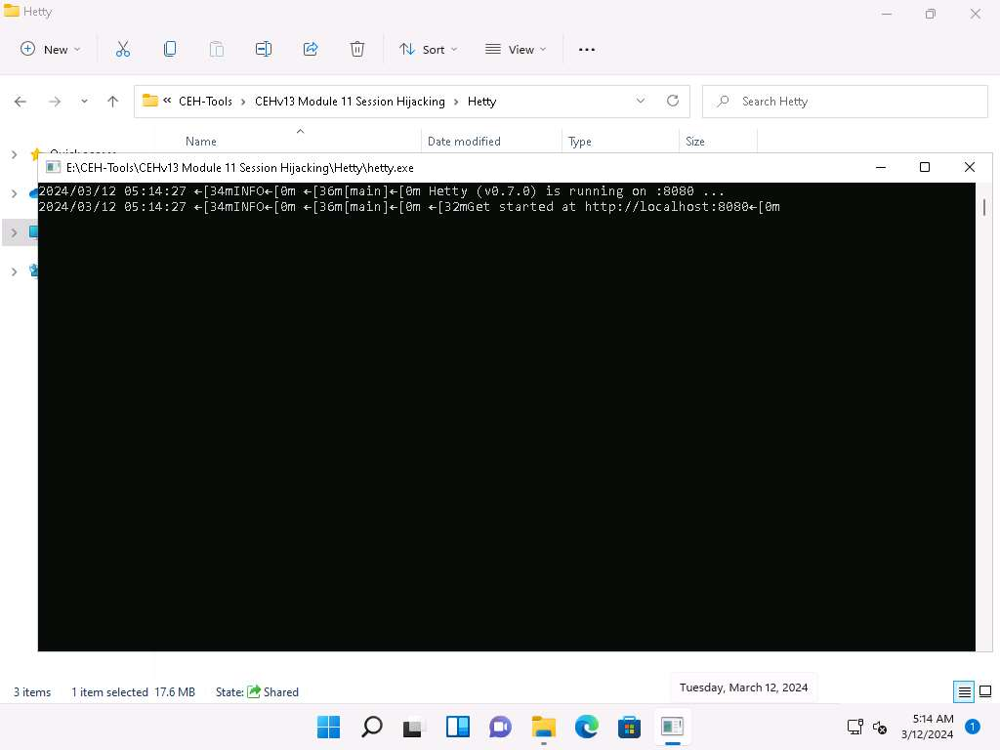 Hetty
New
Sort
View
« CEH-Tools › CEHv13 Module 11 Session Hijacking › Hetty
Search Hetty
Name Date modified Type Size
E:\CEH-Tools\CEHv13 Module 11 Session Hijacking\Hetty\hetty.exe
2024/03/12 05:14:27 ←[34mINFO←[0m ←[36m[main]←[0m Hetty (v0.7.0) is running on :8080 ...
2024/03/12 05:14:27 ←[34mINFO←[0m ←[36m[main]←[0m ←[32mGet started at http://localhost:8080←[0m
3 items 1 item selected 17.6 MB State: Shared
Tuesday, March 12, 2024
5:14 AM
3/12/2024
1